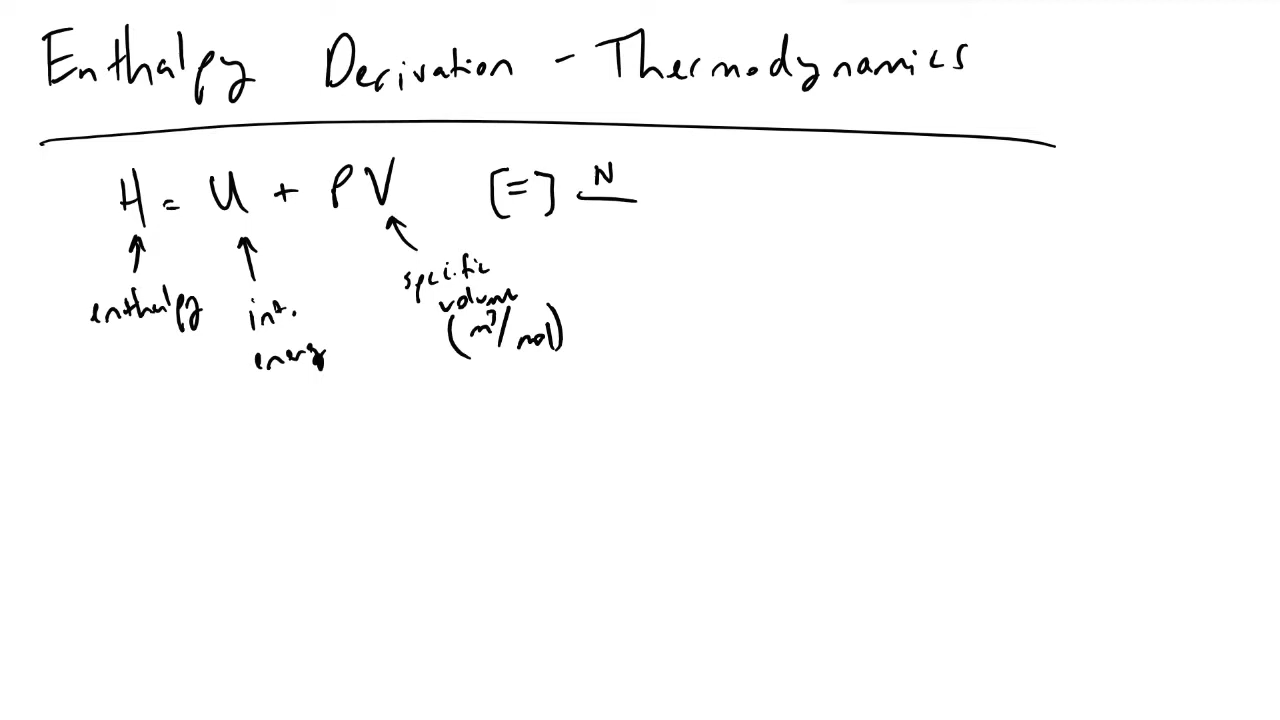 Enthalpy Derivation - Thermodynamics
H = U + PV [=] N
enthalpy
int.
energy
specific
volume
(m³/mol)